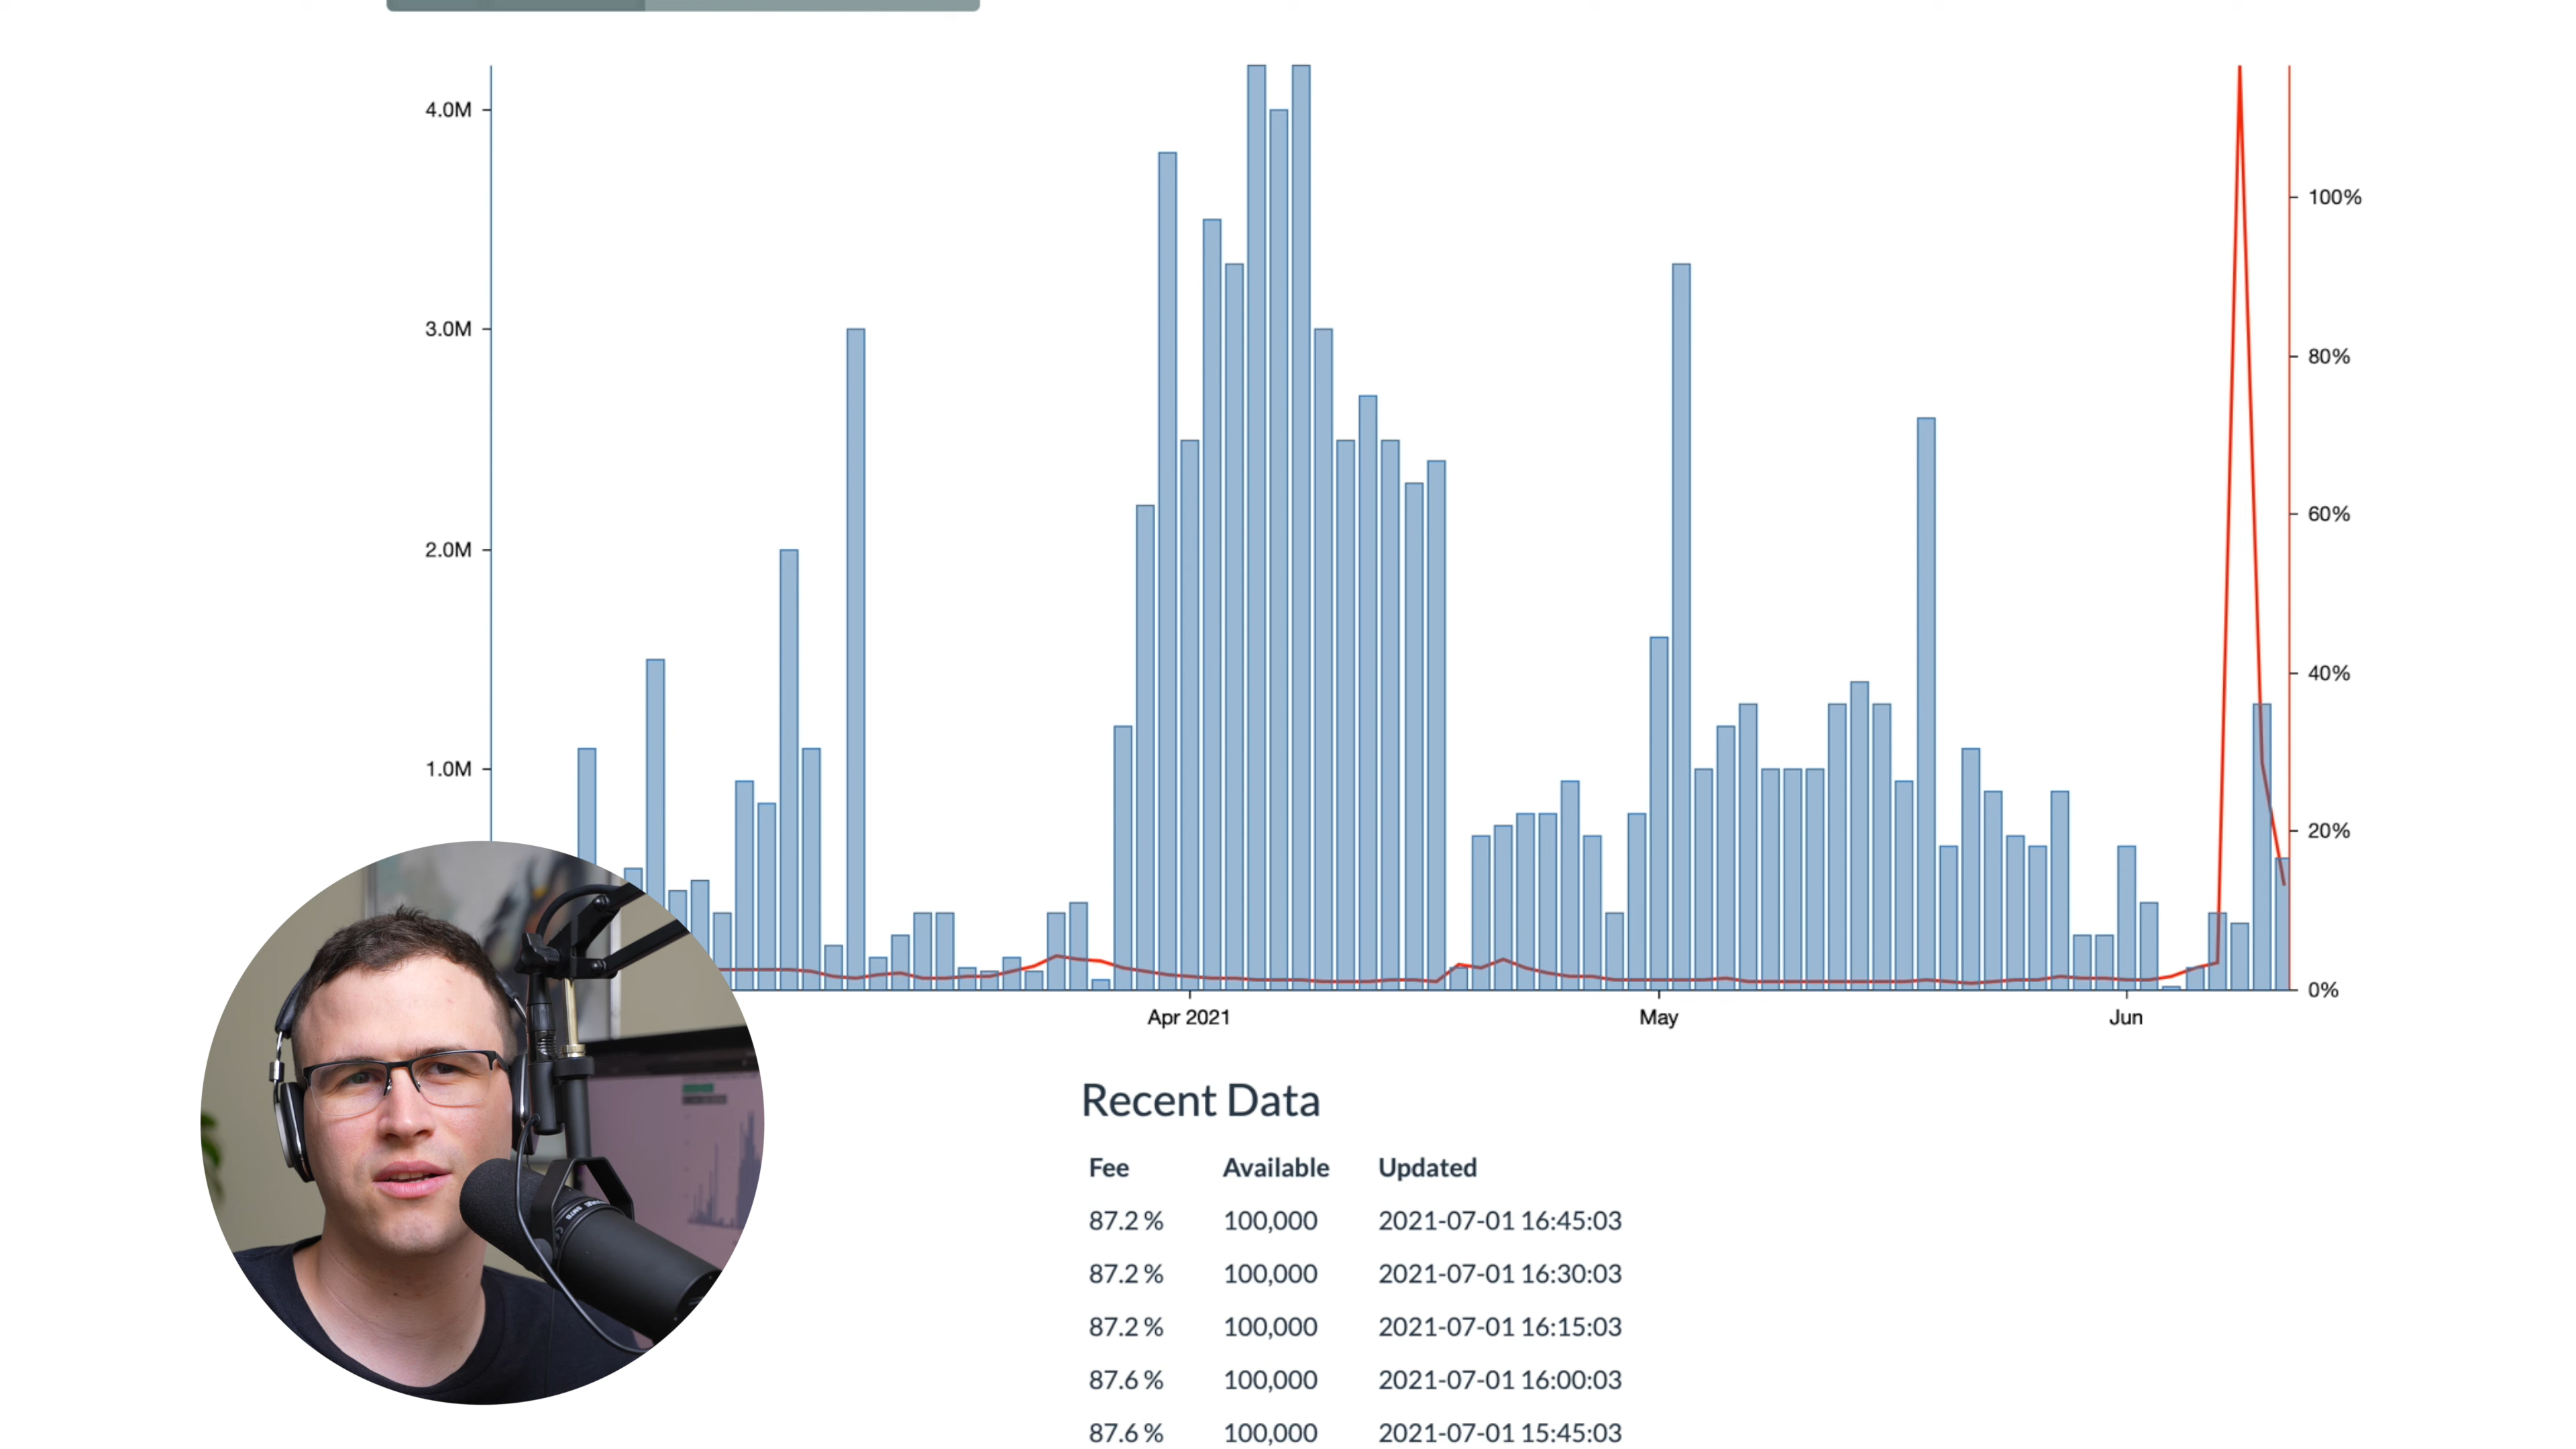 4.0M
3.0M
2.0M
1.0M
100%
80%
60%
40%
20%
0%
Apr 2021
May
Jun
Recent Data
Fee Available Updated
87.2 % 100,000 2021-07-01 16:45:03
87.2 % 100,000 2021-07-01 16:30:03
87.2 % 100,000 2021-07-01 16:15:03
87.6 % 100,000 2021-07-01 16:00:03
87.6 % 100,000 2021-07-01 15:45:03